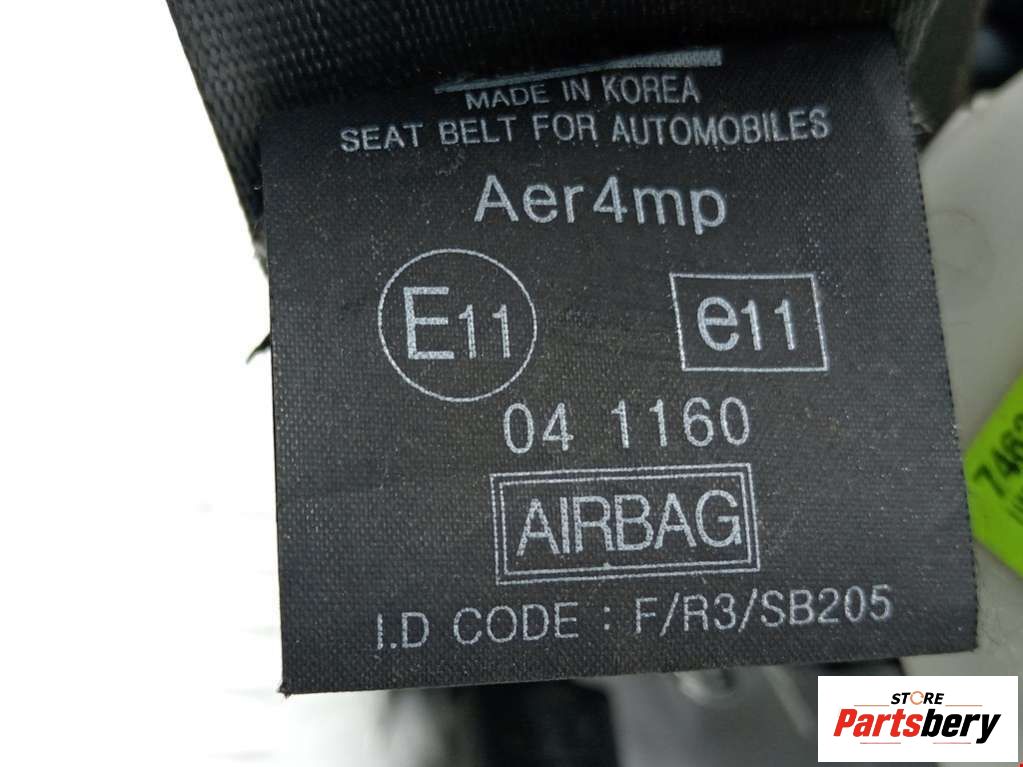 MADE IN KOREA
SEAT BELT FOR AUTOMOBILES
Aer4mp
E11 e11
04 1160
AIRBAG
I.D CODE : F/R3/SB205
STORE
Partsbery